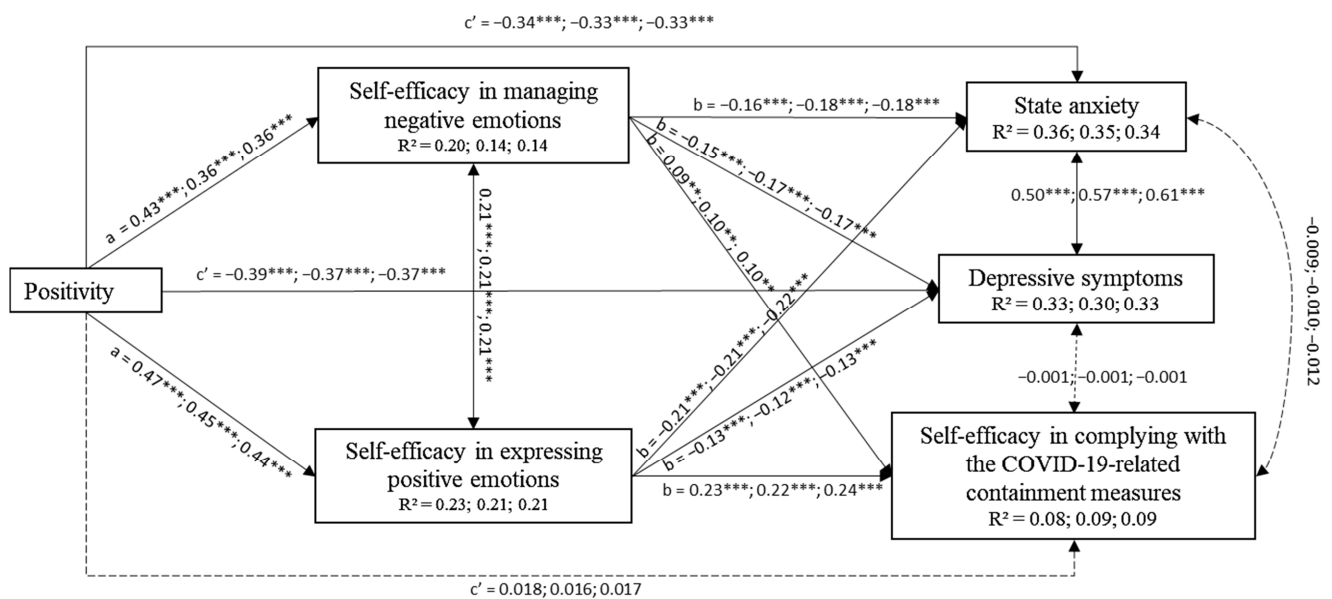 c’ = −0.34***; −0.33***; −0.33***
Self-efficacy in managing
negative emotions
R² = 0.20; 0.14; 0.14
b = −0.16***; −0.18***; −0.18***
State anxiety
R² = 0.36; 0.35; 0.34
a = 0.43***; 0.36***; 0.36***
b = −0.15***; −0.17***; −0.17***
b = 0.09**; 0.10**; 0.10**
0.21***; 0.21***; 0.21***
0.50***; 0.57***; 0.61***
−0.009; −0.010; −0.012
Positivity
c’ = −0.39***; −0.37***; −0.37***
Depressive symptoms
R² = 0.33; 0.30; 0.33
a = 0.47***; 0.45***; 0.44***
b = −0.21***; −0.21***; −0.22***
b = −0.13***; −0.12***; −0.13***
−0.001; −0.001; −0.001
Self-efficacy in expressing
positive emotions
R² = 0.23; 0.21; 0.21
b = 0.23***; 0.22***; 0.24***
Self-efficacy in complying with
the COVID-19-related
containment measures
R² = 0.08; 0.09; 0.09
c’ = 0.018; 0.016; 0.017